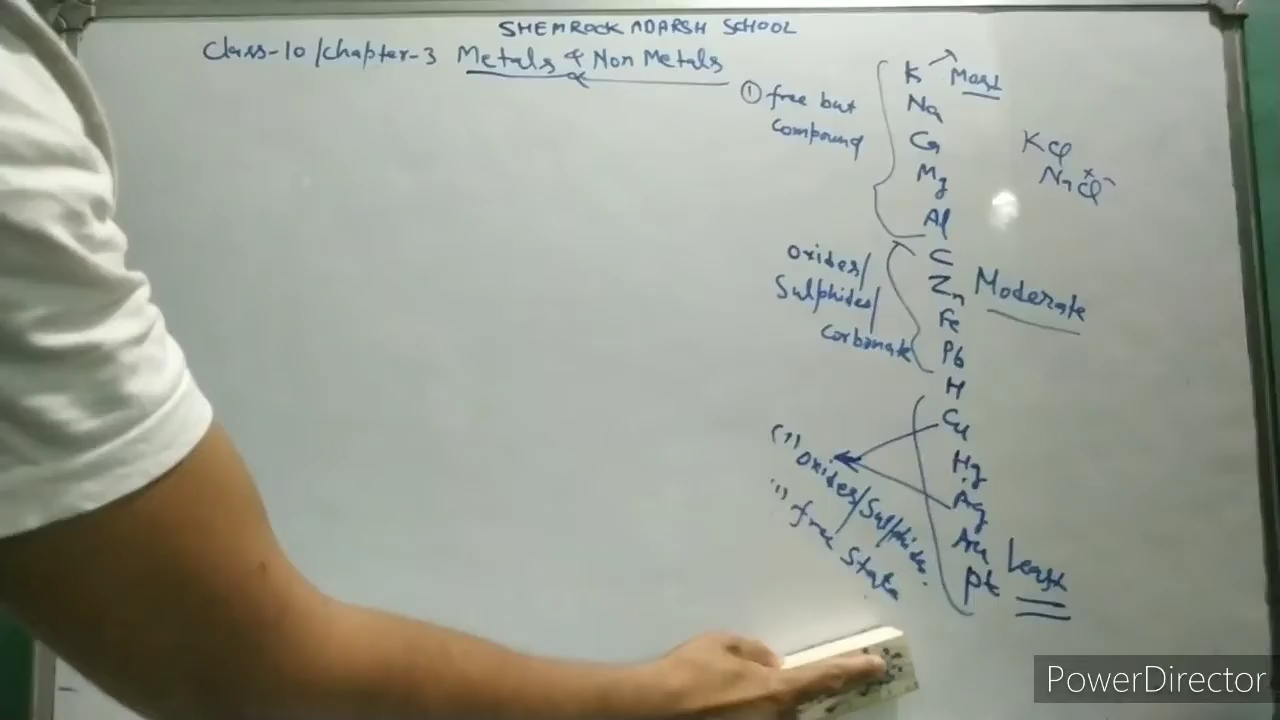 SHEMROCK ADARSH SCHOOL
Class-10/Chapter-3 Metals & Non Metals
① free but
compound
K
Most
Na
Ca
Mg
Al
KCl
Na⁺Cl⁻
Oxides/
Sulphides/
Carbonate
C
Zn
Moderate
Fe
Pb
H
Cu
Hg
Ag
Au
Pt
Least
Oxides/Sulphides.
free State
PowerDirector